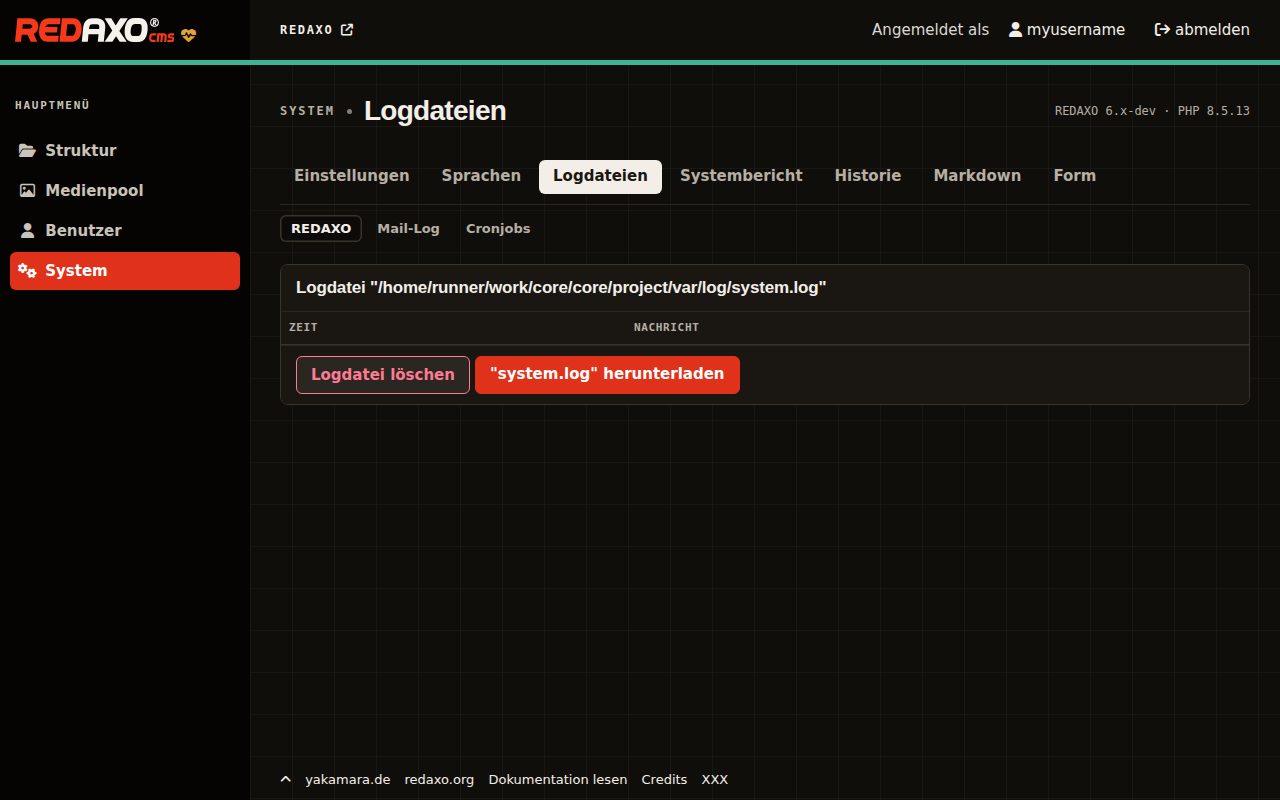 REDAXO® cms
REDAXO
Angemeldet als myusername abmelden
HAUPTMENÜ
Struktur
Medienpool
Benutzer
System
SYSTEM • Logdateien
REDAXO 6.x-dev · PHP 8.5.13
Einstellungen Sprachen Logdateien Systembericht Historie Markdown Form
REDAXO Mail-Log Cronjobs
Logdatei "/home/runner/work/core/core/project/var/log/system.log"
ZEIT NACHRICHT
Logdatei löschen "system.log" herunterladen
yakamara.de redaxo.org Dokumentation lesen Credits XXX